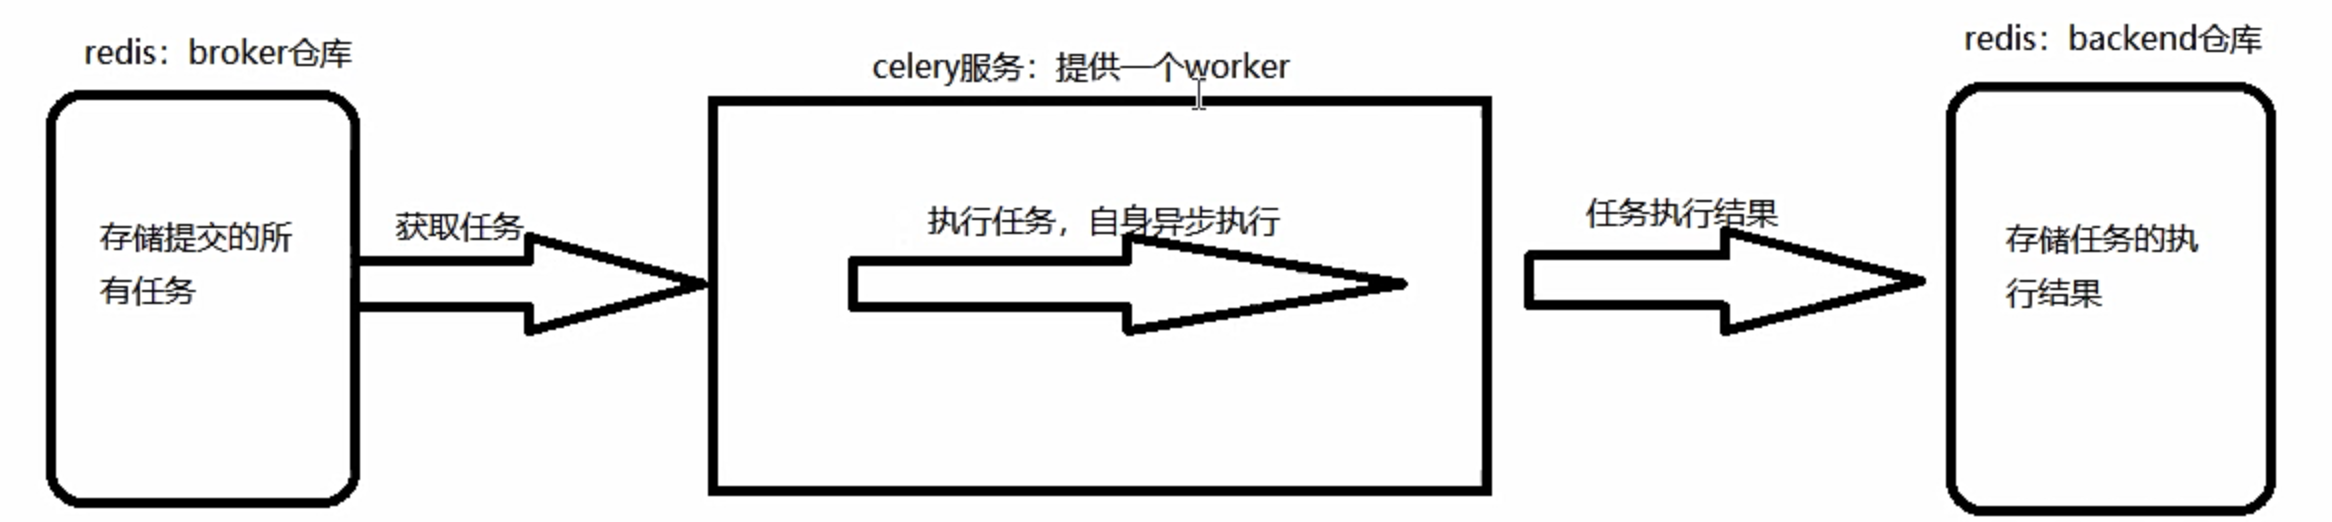 redis：broker仓库
存储提交的所
有任务
获取任务
celery服务：提供一个worker
执行任务，自身异步执行
任务执行结果
redis：backend仓库
存储任务的执
行结果